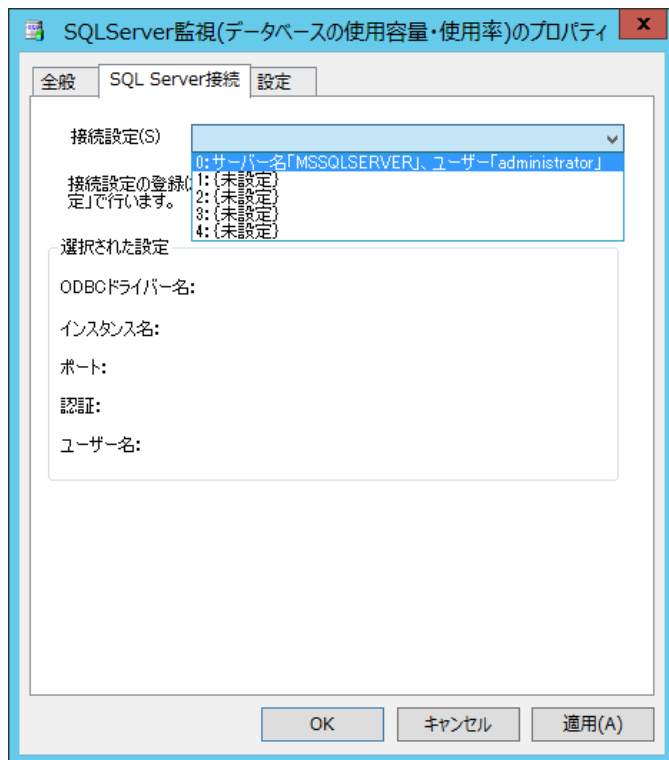 SQLServer監視(データベースの使用容量・使用率)のプロパティ x
全般 SQL Server接続 設定
接続設定(S)
0:サーバー名「MSSQLSERVER」、ユーザー「administrator」
1:{未設定}
2:{未設定}
3:{未設定}
4:{未設定}
接続設定の登録(
定」で行います。
選択された設定
ODBCドライバー名:
インスタンス名:
ポート:
認証:
ユーザー名:
OK キャンセル 適用(A)